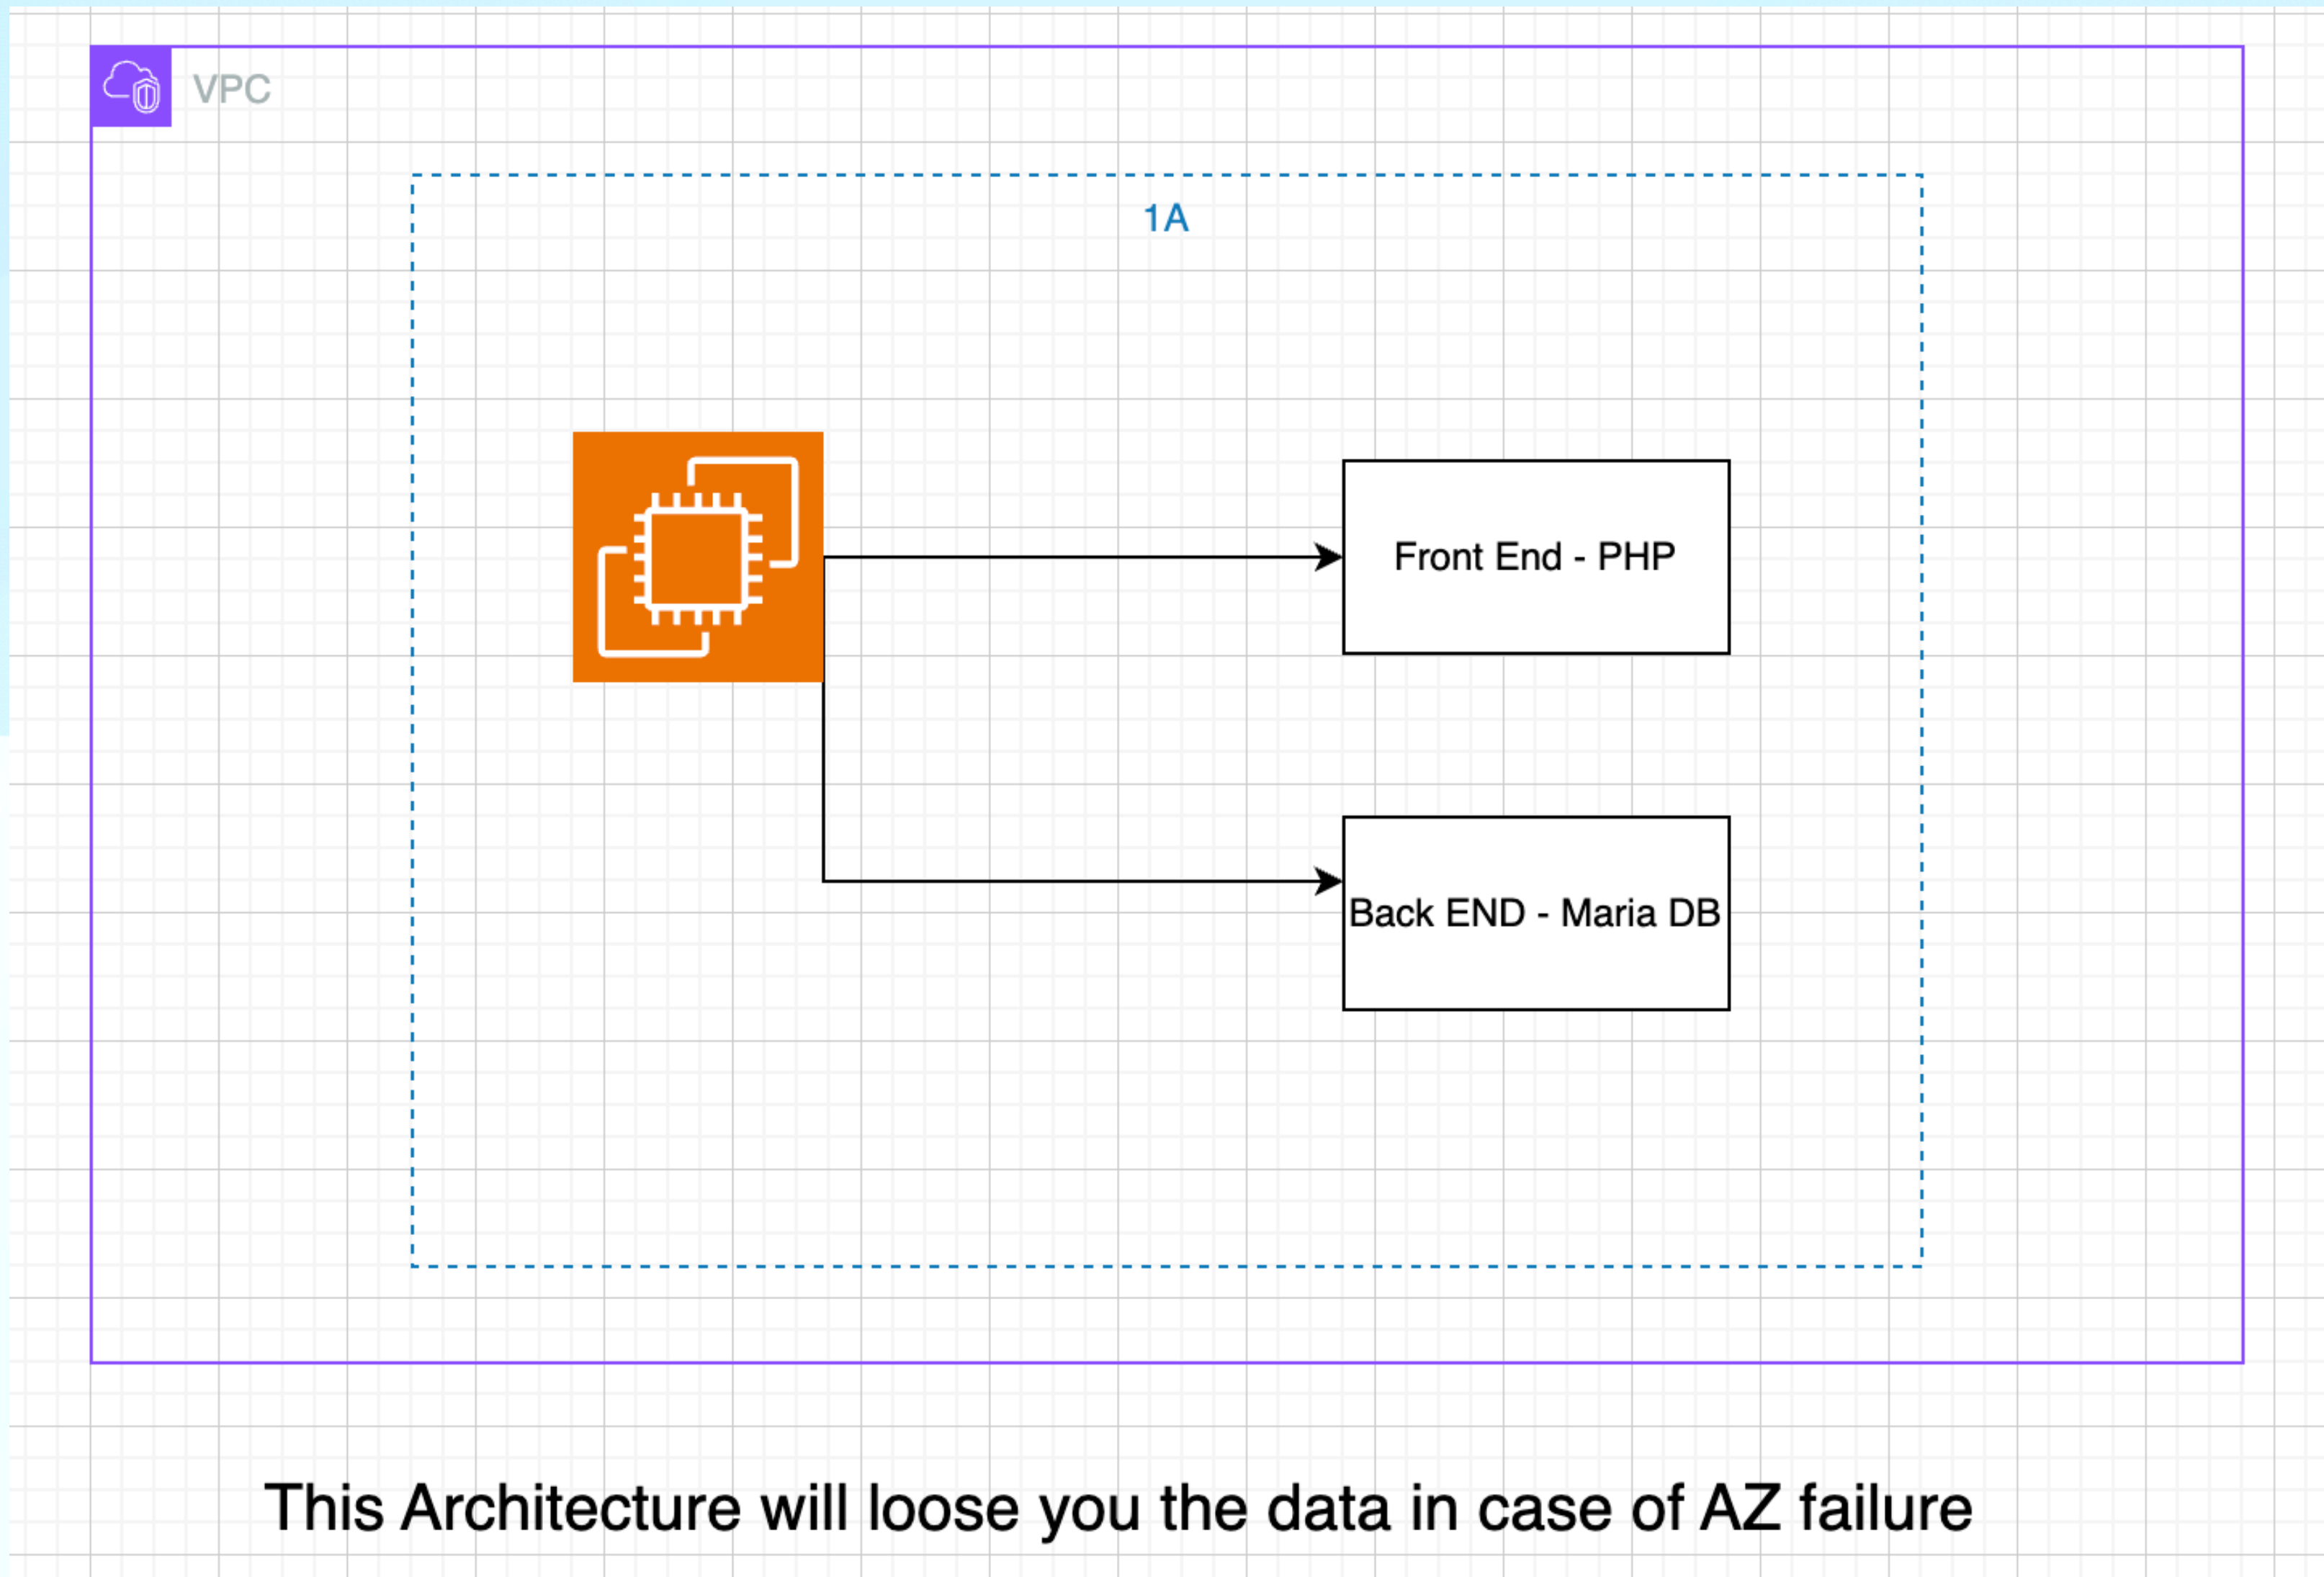 VPC
1A
Front End - PHP
Back END - Maria DB
This Architecture will loose you the data in case of AZ failure